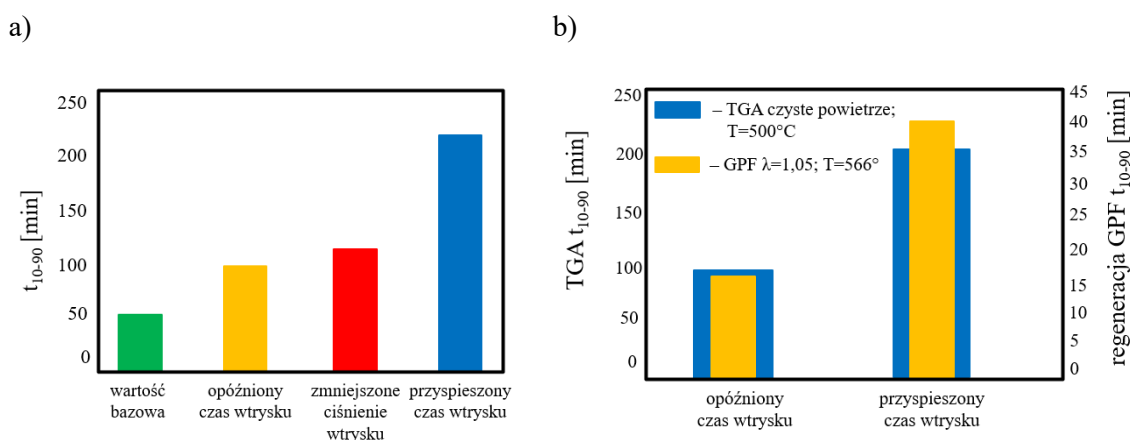 a)
250
200
150
100
50
0
t10-90 [min]
wartość
bazowa
opóźniony
czas wtrysku
zmniejszone
ciśnienie
wtrysku
przyspieszony
czas wtrysku
b)
250
200
150
100
50
0
TGA t10-90 [min]
– TGA czyste powietrze;
T=500°C
– GPF λ=1,05; T=566°
45
40
35
30
25
20
15
10
5
0
regeneracja GPF t10-90 [min]
opóźniony
czas wtrysku
przyspieszony
czas wtrysku